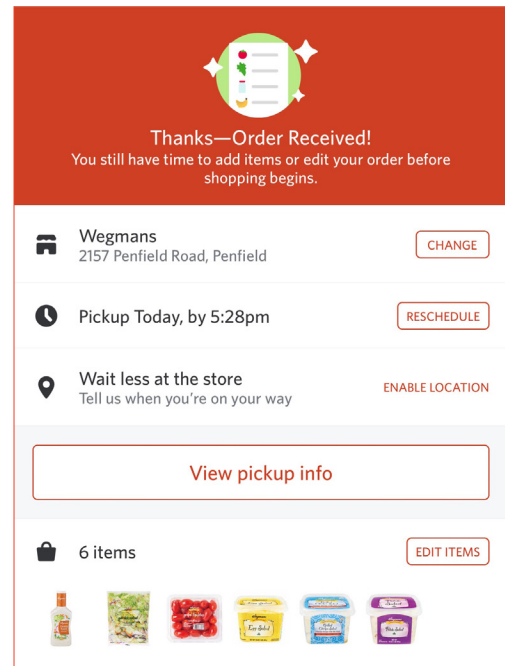 Thanks—Order Received!
You still have time to add items or edit your order before
shopping begins.
Wegmans
2157 Penfield Road, Penfield
CHANGE
Pickup Today, by 5:28pm
RESCHEDULE
Wait less at the store
Tell us when you're on your way
ENABLE LOCATION
View pickup info
6 items
EDIT ITEMS
Egg Salad